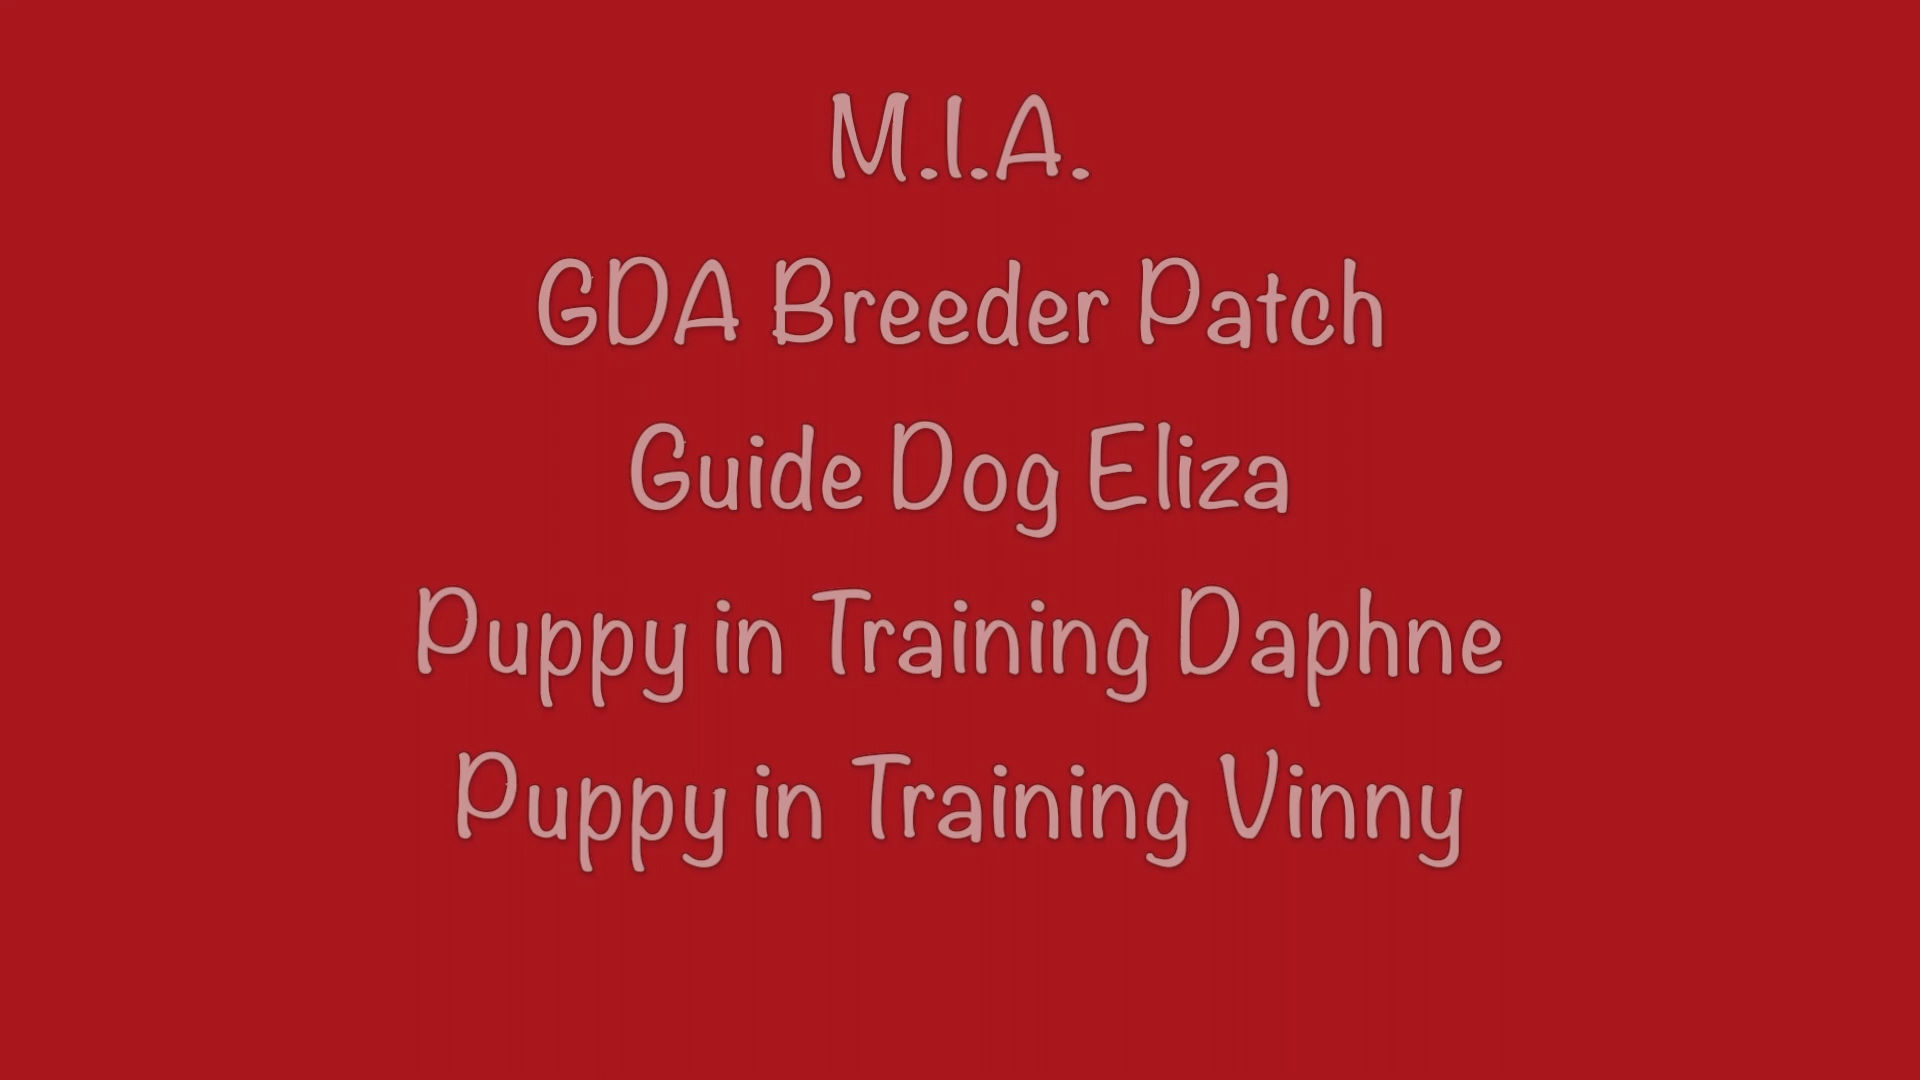 M.I.A.
GDA Breeder Patch
Guide Dog Eliza
Puppy in Training Daphne
Puppy in Training Vinny